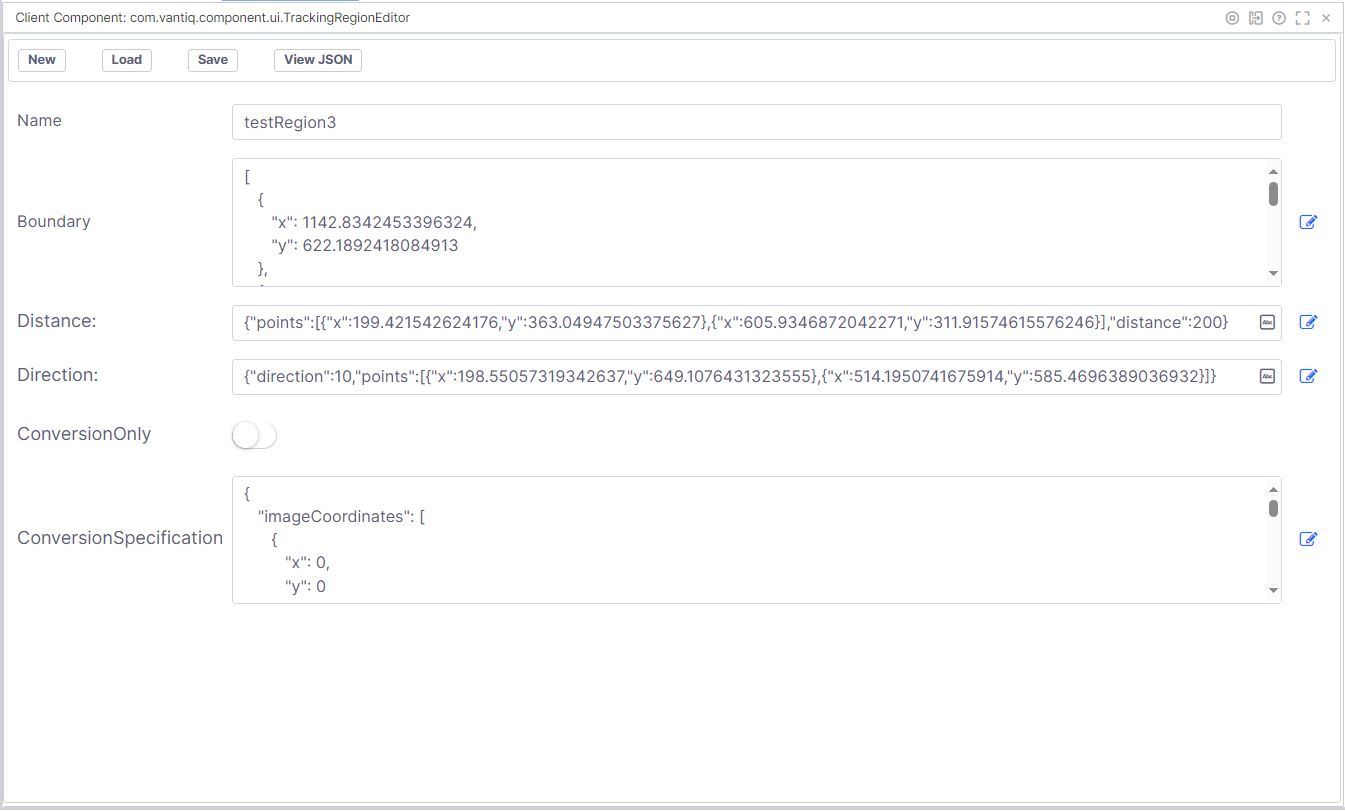 Client Component: com.vantiq.component.ui.TrackingRegionEditor
New Load Save View JSON
Name
testRegion3
Boundary
[
{
"x": 1142.8342453396324,
"y": 622.1892418084913
},
Distance:
{"points":[{"x":199.421542624176,"y":363.04947503375627},{"x":605.9346872042271,"y":311.91574615576246}],"distance":200}
Abc
Direction:
{"direction":10,"points":[{"x":198.55057319342637,"y":649.1076431323555},{"x":514.1950741675914,"y":585.4696389036932}]}
Abc
ConversionOnly
ConversionSpecification
{
"imageCoordinates": [
{
"x": 0,
"y": 0